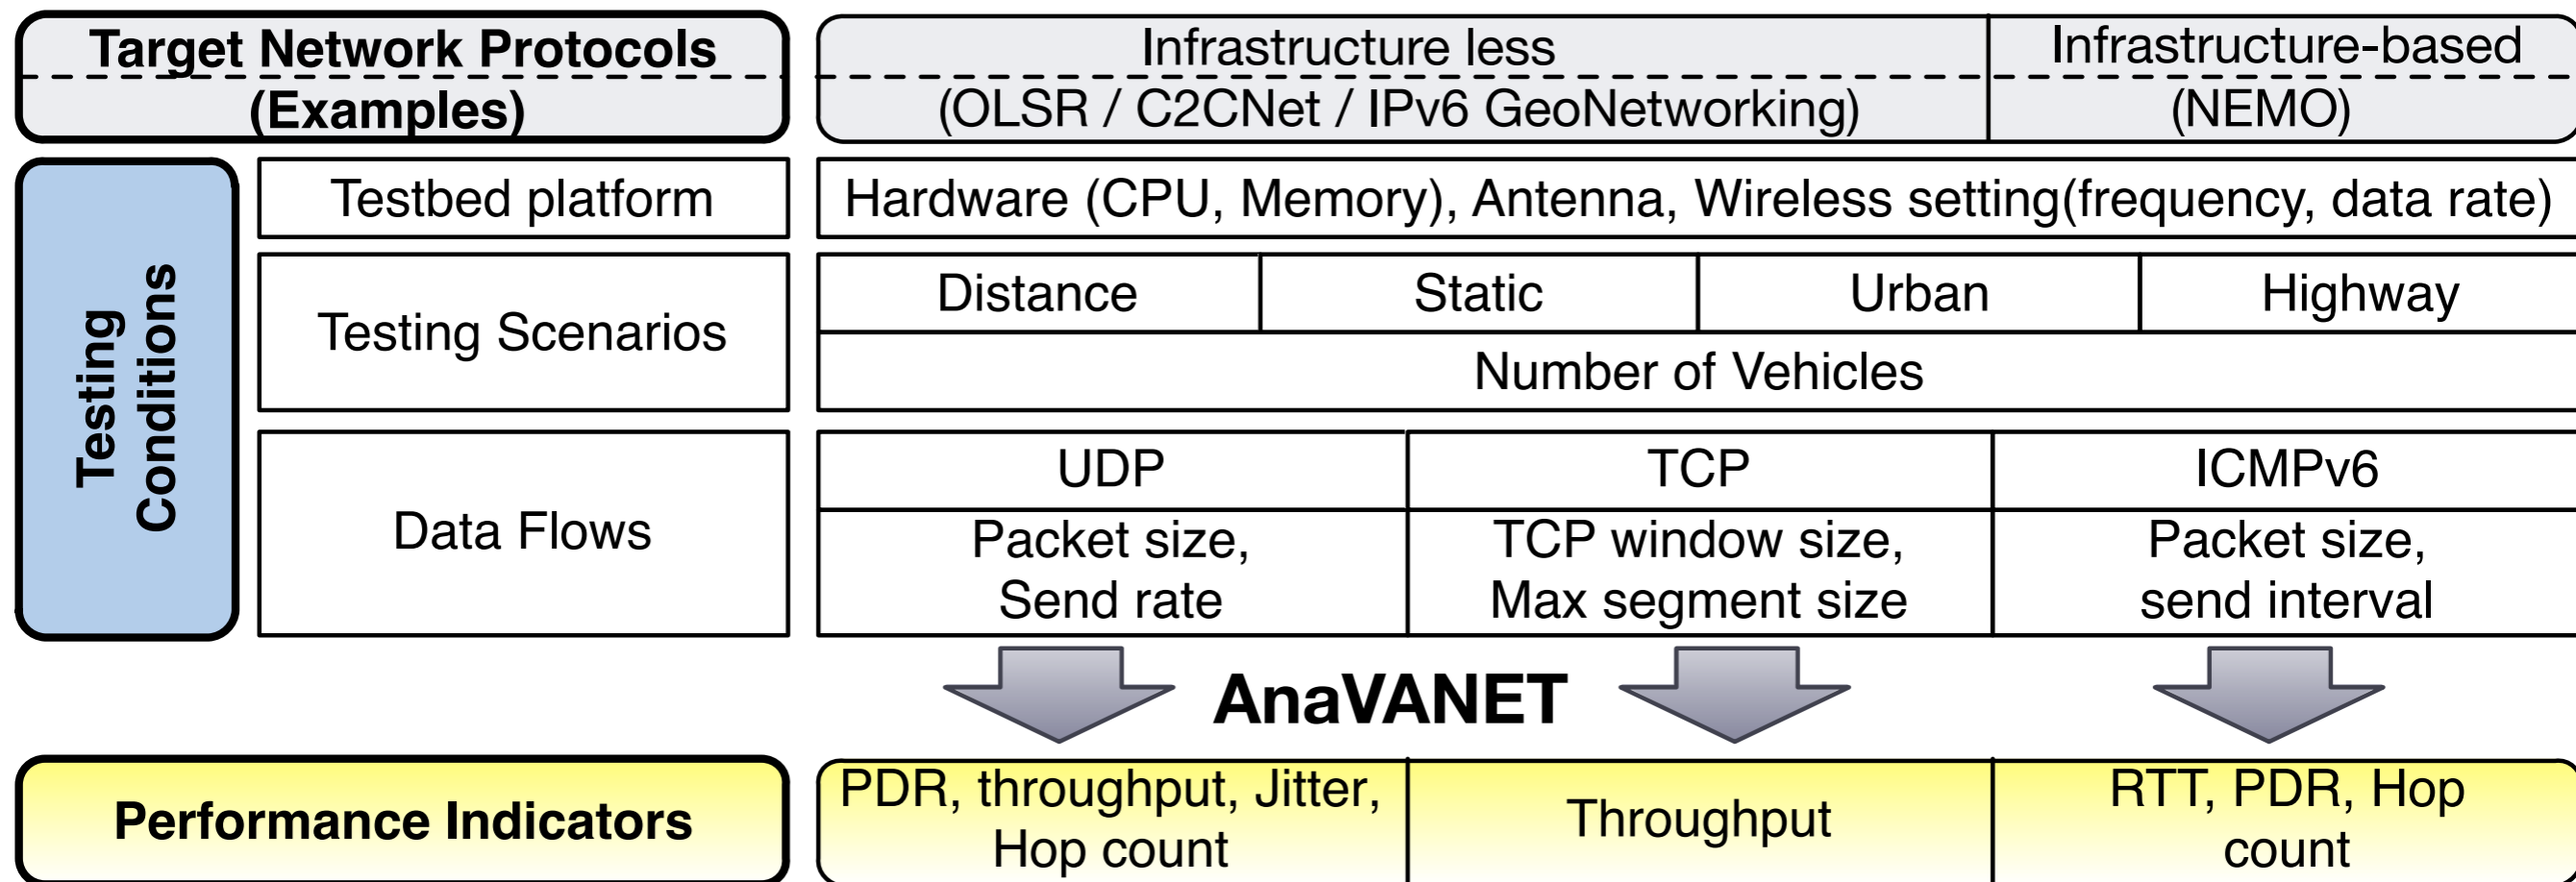 Target Network Protocols
(Examples)
Infrastructure less
(OLSR / C2CNet / IPv6 GeoNetworking)
Infrastructure-based
(NEMO)
Testing
Conditions
Testbed platform
Hardware (CPU, Memory), Antenna, Wireless setting(frequency, data rate)
Testing Scenarios
Distance
Static
Urban
Highway
Number of Vehicles
Data Flows
UDP
TCP
ICMPv6
Packet size,
Send rate
TCP window size,
Max segment size
Packet size,
send interval
AnaVANET
Performance Indicators
PDR, throughput, Jitter,
Hop count
Throughput
RTT, PDR, Hop
count